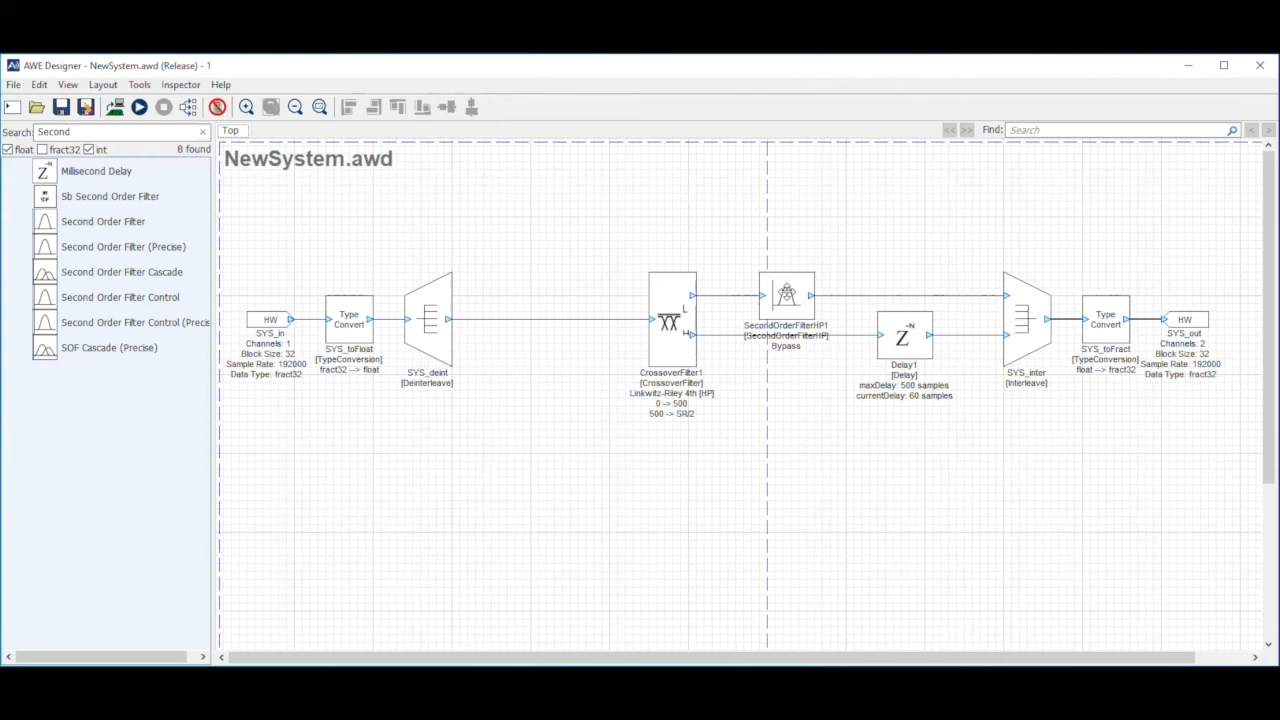 AWE Designer - NewSystem.awd (Release) - 1
File Edit View Layout Tools Inspector Help
Search: Second
float fract32 int 8 found
Milisecond Delay
Sb Second Order Filter
Second Order Filter
Second Order Filter (Precise)
Second Order Filter Cascade
Second Order Filter Control
Second Order Filter Control (Precis
SOF Cascade (Precise)
Top
Find: Search
NewSystem.awd
HW
SYS_in
Channels: 1
Block Size: 32
Sample Rate: 192000
Data Type: fract32
Type
Convert
SYS_toFloat
[TypeConversion]
fract32 --> float
SYS_deint
[Deinterleave]
L
H
CrossoverFilter1
[CrossoverFilter]
Linkwitz-Riley 4th [HP]
0 -> 500
500 -> SR/2
SecondOrderFilterHP1
[SecondOrderFilterHP]
Bypass
Z-N
Delay1
[Delay]
maxDelay: 500 samples
currentDelay: 60 samples
SYS_inter
[Interleave]
Type
Convert
SYS_toFract
[TypeConversion]
float --> fract32
HW
SYS_out
Channels: 2
Block Size: 32
Sample Rate: 192000
Data Type: fract32